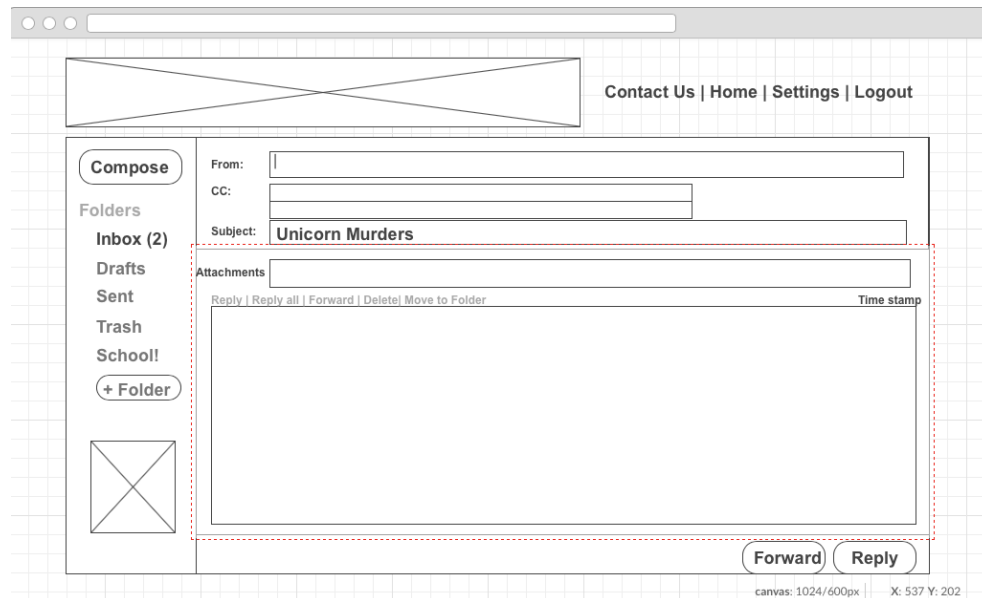 Contact Us | Home | Settings | Logout
Compose
Folders
Inbox (2)
Drafts
Sent
Trash
School!
+ Folder
From:
CC:
Subject: Unicorn Murders
Attachments
Reply | Reply all | Forward | Delete| Move to Folder Time stamp
Forward Reply
canvas: 1024/600px X: 537 Y: 202